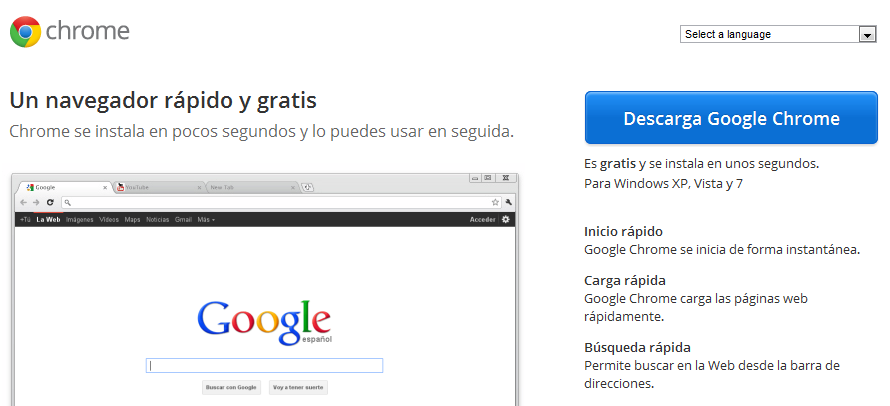 chrome
Select a language
Un navegador rápido y gratis
Chrome se instala en pocos segundos y lo puedes usar en seguida.
Descarga Google Chrome
Es gratis y se instala en unos segundos.
Para Windows XP, Vista y 7
Google
YouTube
New Tab
+Tú La Web Imágenes Vídeos Maps Noticias Gmail Más Acceder
Google
español
Buscar con Google Voy a tener suerte
Inicio rápido
Google Chrome se inicia de forma instantánea.
Carga rápida
Google Chrome carga las páginas web
rápidamente.
Búsqueda rápida
Permite buscar en la Web desde la barra de
direcciones.